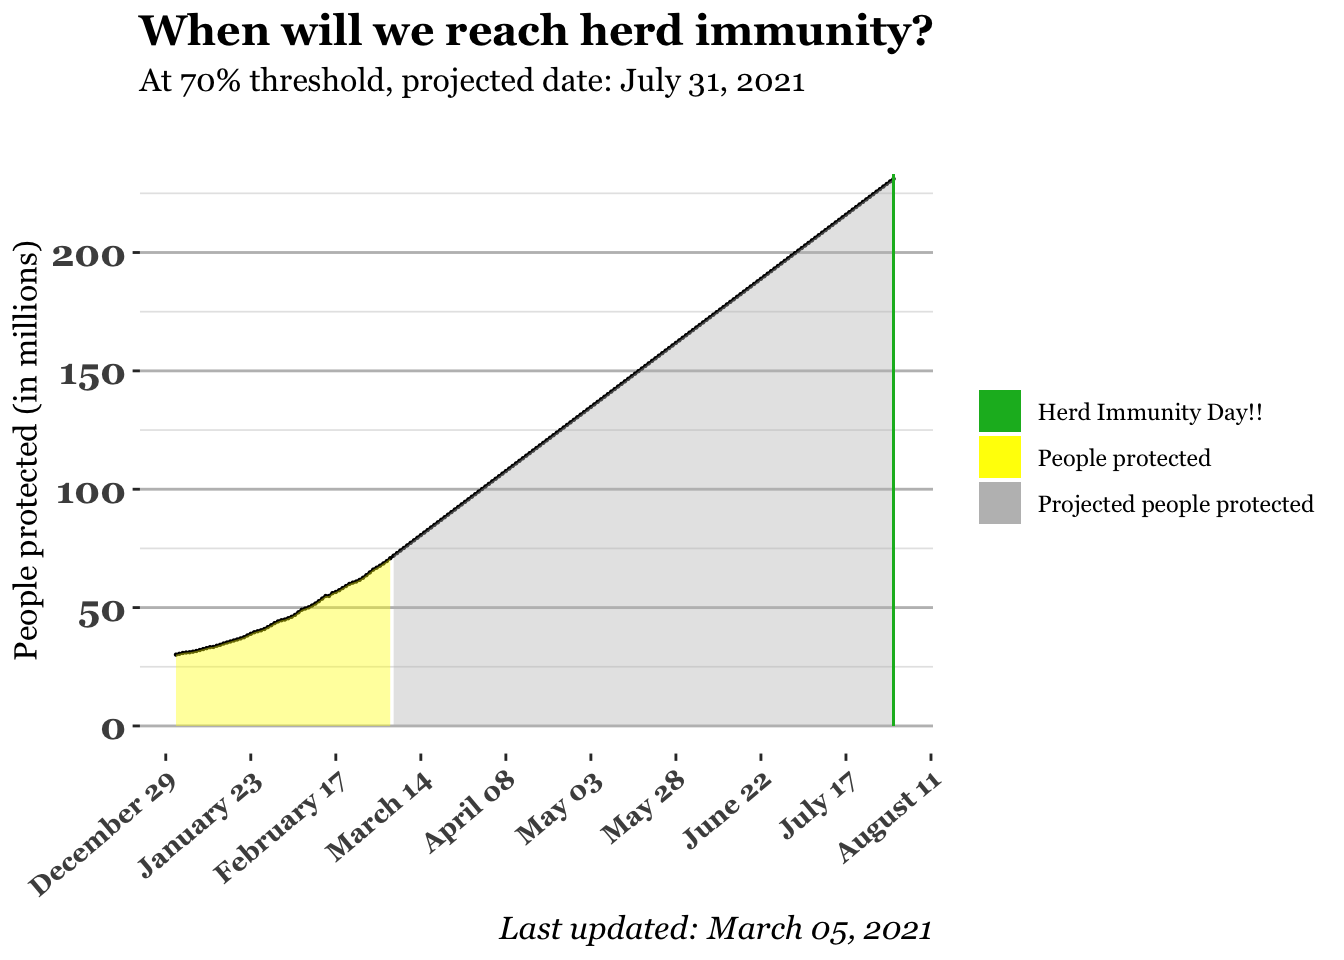 When will we reach herd immunity?
At 70% threshold, projected date: July 31, 2021
People protected (in millions)
200
150
100
50
0
December 29
January 23
February 17
March 14
April 08
May 03
May 28
June 22
July 17
August 11
Herd Immunity Day!!
People protected
Projected people protected
Last updated: March 05, 2021